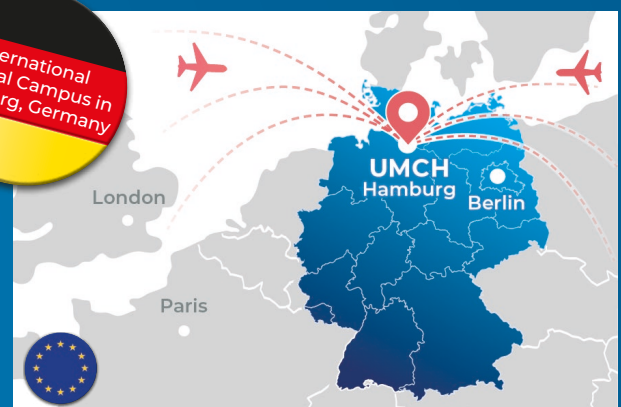 ernational
al Campus in
rg, Germany
UMCH
Hamburg
Berlin
London
Paris